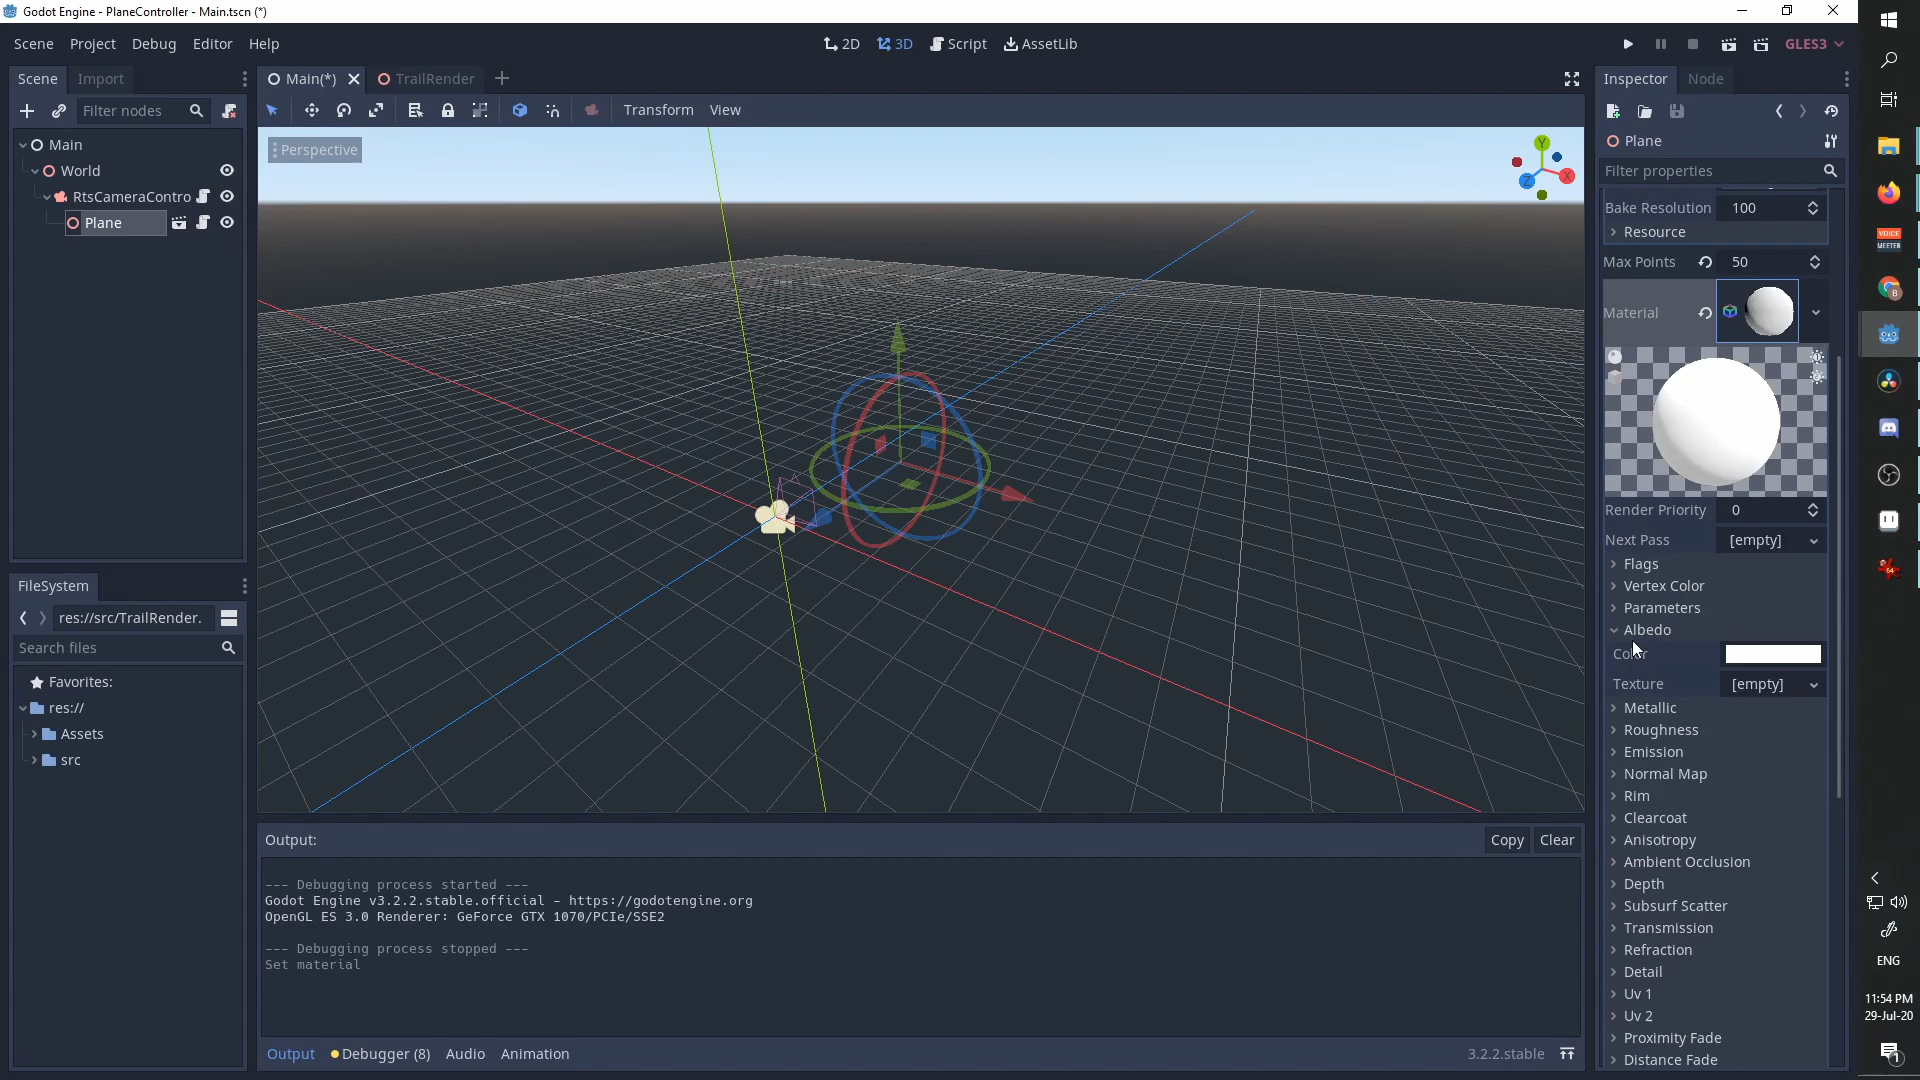 Godot Engine - PlaneController - Main.tscn (*)
Scene Project Debug Editor Help
2D 3D Script AssetLib
GLES3
Scene Import
Main(*) TrailRender
Inspector Node
Filter nodes
Transform View
Main
World
RtsCameraContro
Plane
Perspective
Y
X
Z
Plane
Filter properties
Bake Resolution 100
Resource
Max Points 50
Material
Render Priority 0
Next Pass [empty]
Flags
Vertex Color
Parameters
Albedo
Color
Texture [empty]
Metallic
Roughness
Emission
Normal Map
Rim
Clearcoat
Anisotropy
Ambient Occlusion
Depth
Subsurf Scatter
Transmission
Refraction
Detail
Uv 1
Uv 2
Proximity Fade
Distance Fade
FileSystem
res://src/TrailRender.
Search files
Favorites:
res://
Assets
src
Output:
Copy Clear
--- Debugging process started ---
Godot Engine v3.2.2.stable.official - https://godotengine.org
OpenGL ES 3.0 Renderer: GeForce GTX 1070/PCIe/SSE2
--- Debugging process stopped ---
Set material
Output Debugger (8) Audio Animation
3.2.2.stable
VOICE
MEETER
B
64
ENG
11:54 PM
29-Jul-20
1